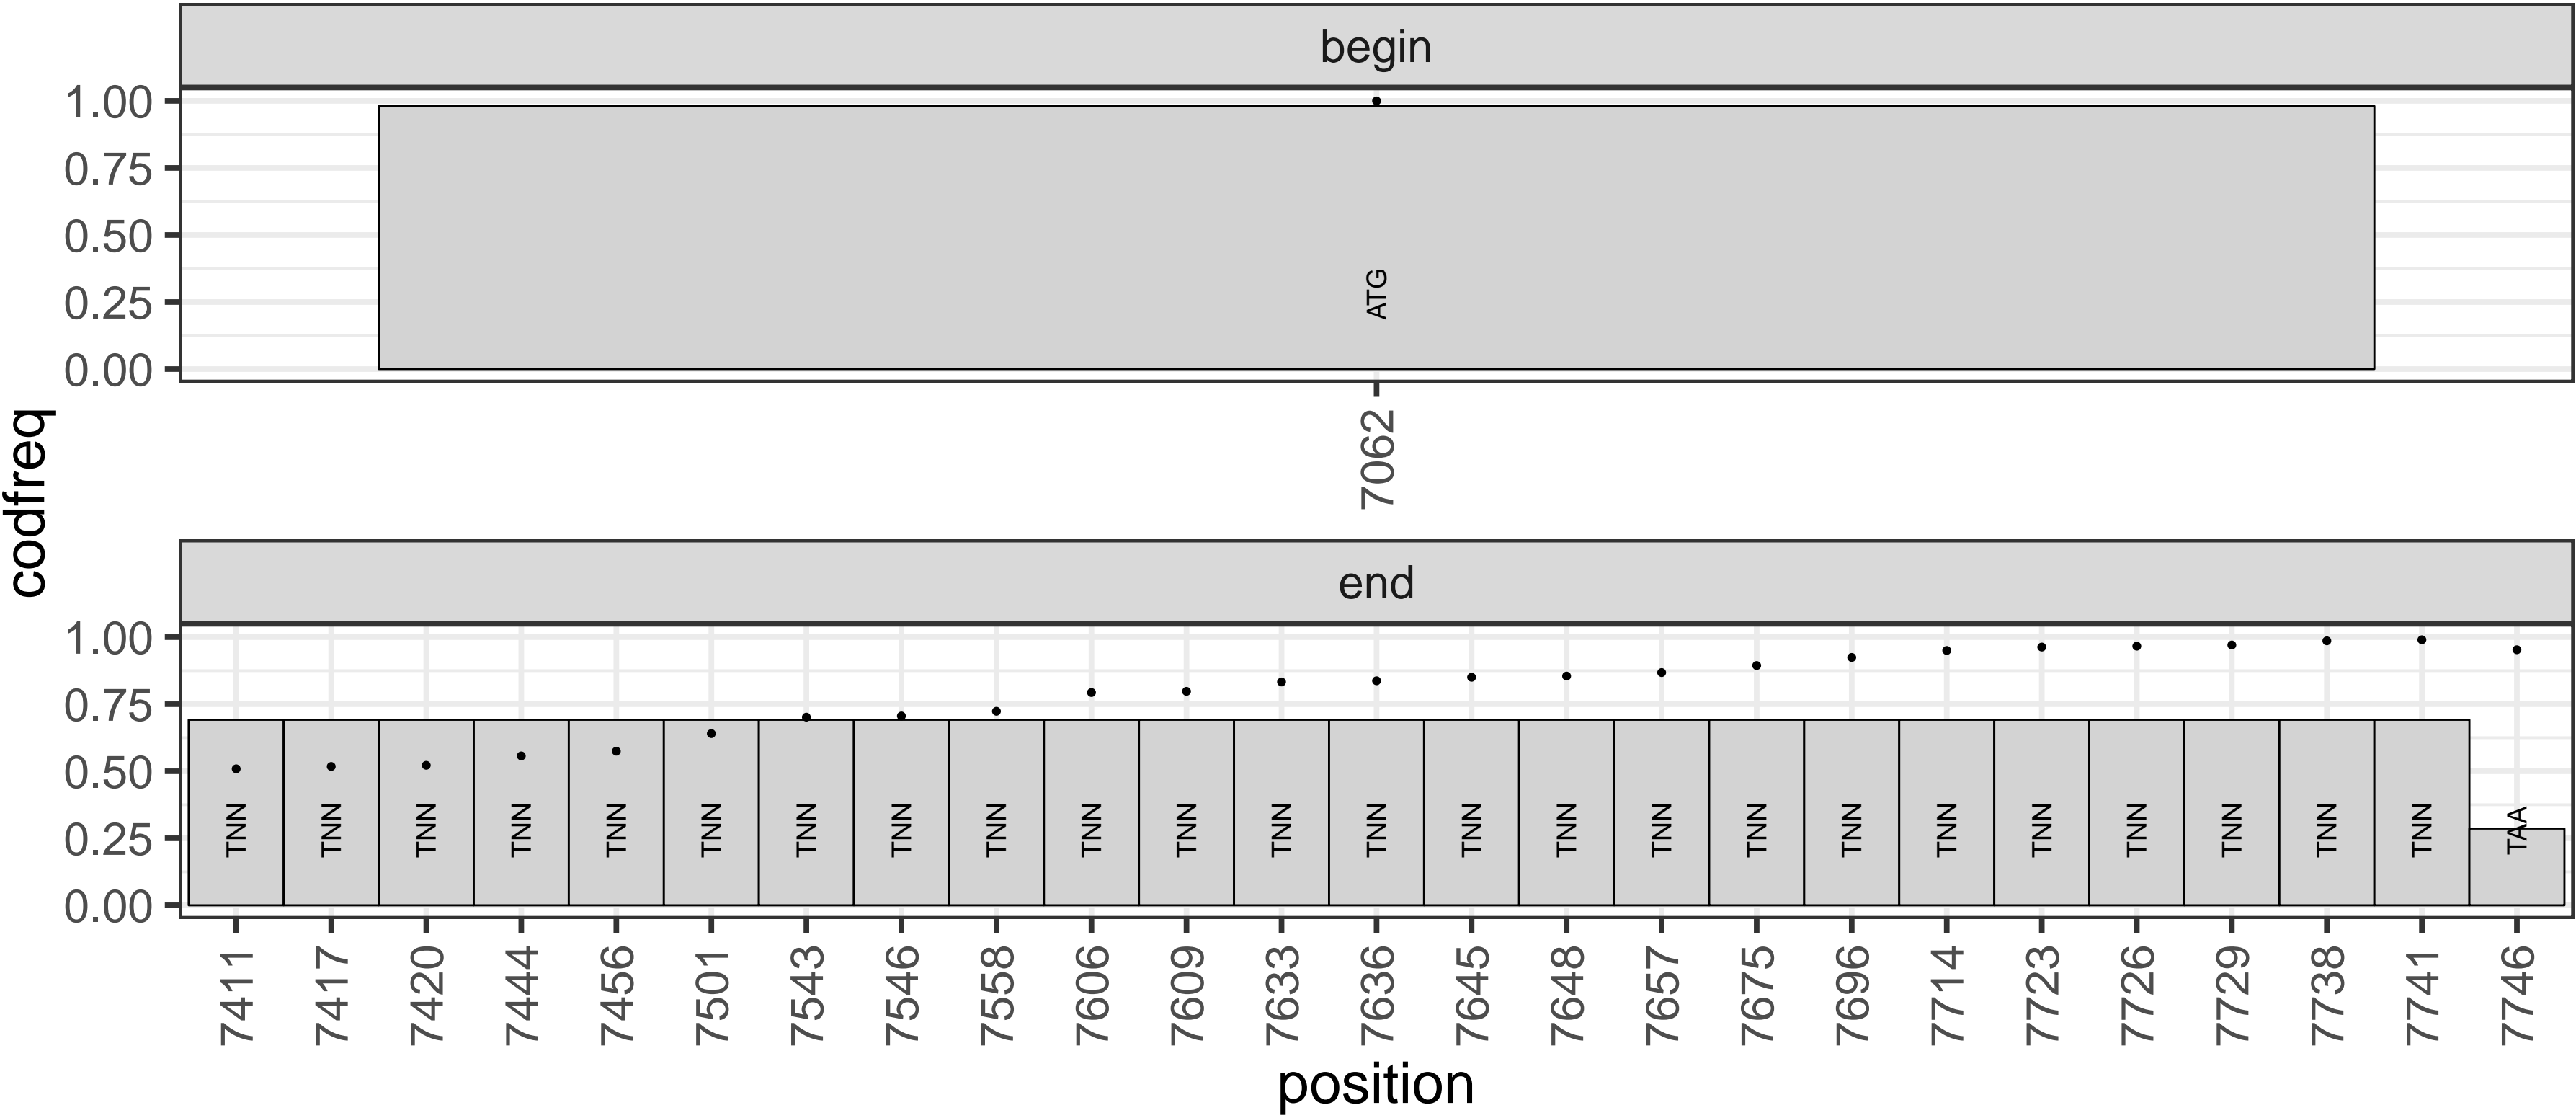 begin
1.00
0.75
0.50
0.25
0.00
ATG
7062
codfreq
end
1.00
0.75
0.50
0.25
0.00
TNN TNN TNN TNN TNN TNN TNN TNN TNN TNN TNN TNN TNN TNN TNN TNN TNN TNN TNN TNN TNN TNN TNN TNN TAA
7411 7417 7420 7444 7456 7501 7543 7546 7558 7606 7609 7633 7636 7645 7648 7657 7675 7696 7714 7723 7726 7729 7738 7741 7746
position